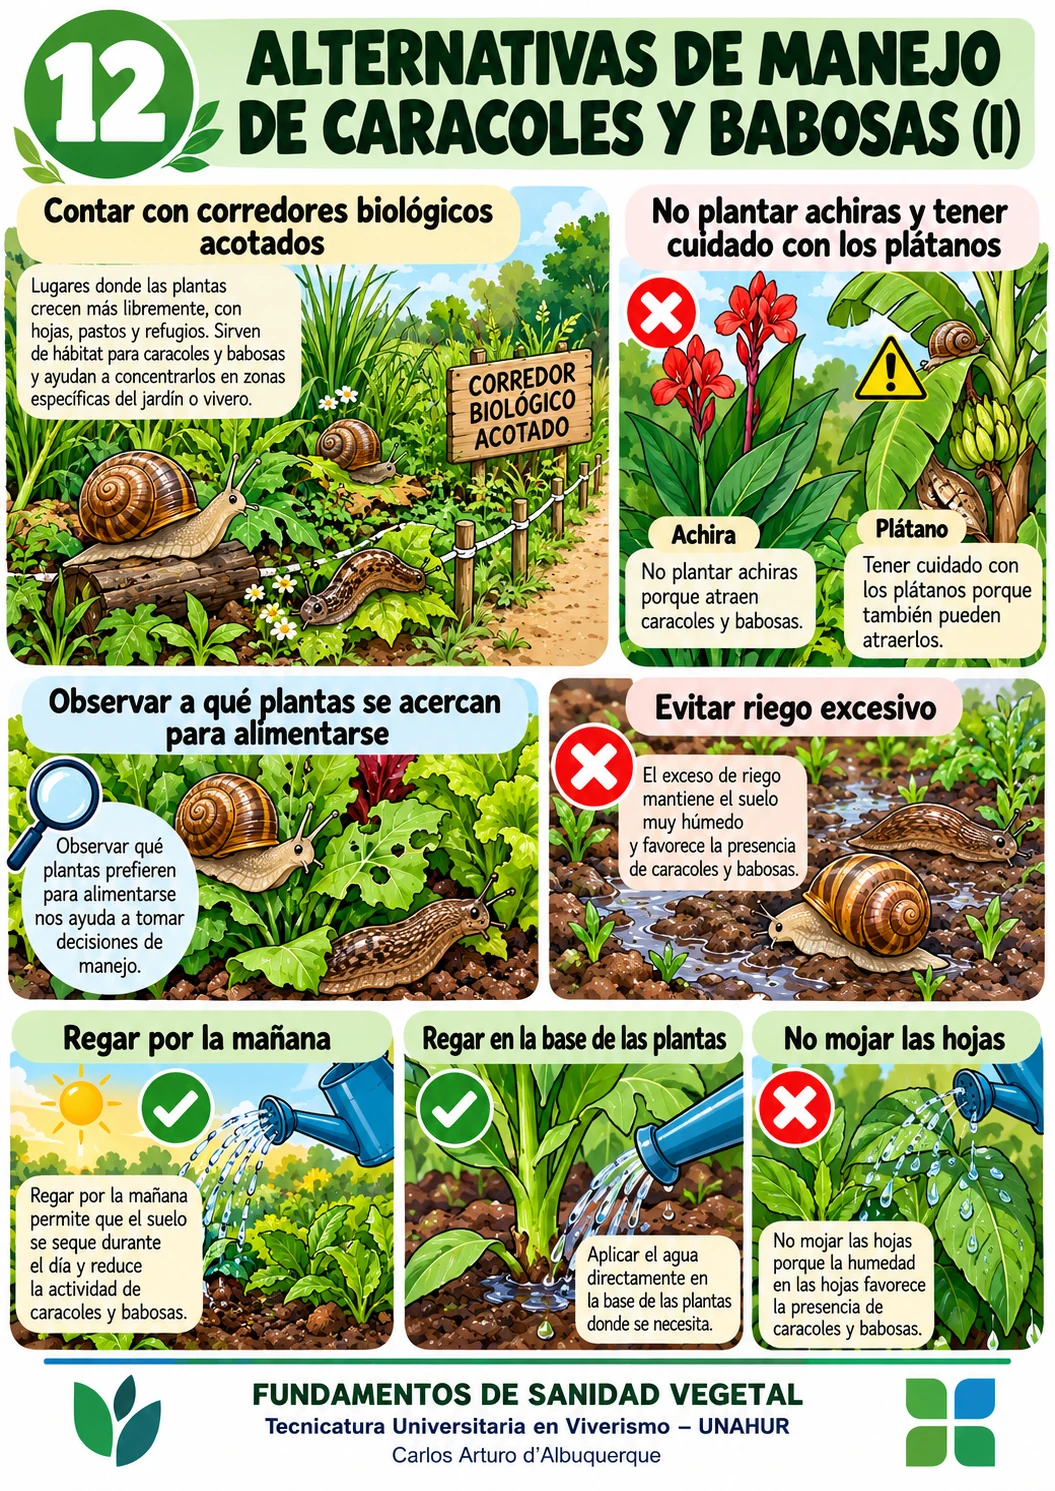 12
ALTERNATIVAS DE MANEJO
DE CARACOLES Y BABOSAS (I)
Contar con corredores biológicos
acotados
Lugares donde las plantas
crecen más libremente, con
hojas, pastos y refugios. Sirven
de hábitat para caracoles y babosas
y ayudan a concentrarlos en zonas
específicas del jardín o vivero.
CORREDOR
BIOLÓGICO
ACOTADO
No plantar achiras y tener
cuidado con los plátanos
Achira
No plantar achiras
porque atraen
caracoles y babosas.
Plátano
Tener cuidado con
los plátanos porque
también pueden
atraerlos.
Observar a qué plantas se acercan
para alimentarse
Observar qué
plantas prefieren
para alimentarse
nos ayuda a tomar
decisiones de
manejo.
Evitar riego excesivo
El exceso de riego
mantiene el suelo
muy húmedo
y favorece la presencia
de caracoles y babosas.
Regar por la mañana
Regar por la mañana
permite que el suelo
se seque durante
el día y reduce
la actividad de
caracoles y babosas.
Regar en la base de las plantas
Aplicar el agua
directamente en
la base de las plantas
donde se necesita.
No mojar las hojas
No mojar las hojas
porque la humedad
en las hojas favorece
la presencia de
caracoles y babosas.
FUNDAMENTOS DE SANIDAD VEGETAL
Tecnicatura Universitaria en Viverismo – UNAHUR
Carlos Arturo d'Albuquerque